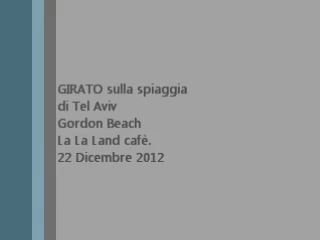 GIRATO sulla spiaggia
di Tel Aviv
Gordon Beach
La La Land cafè.
22 Dicembre 2012